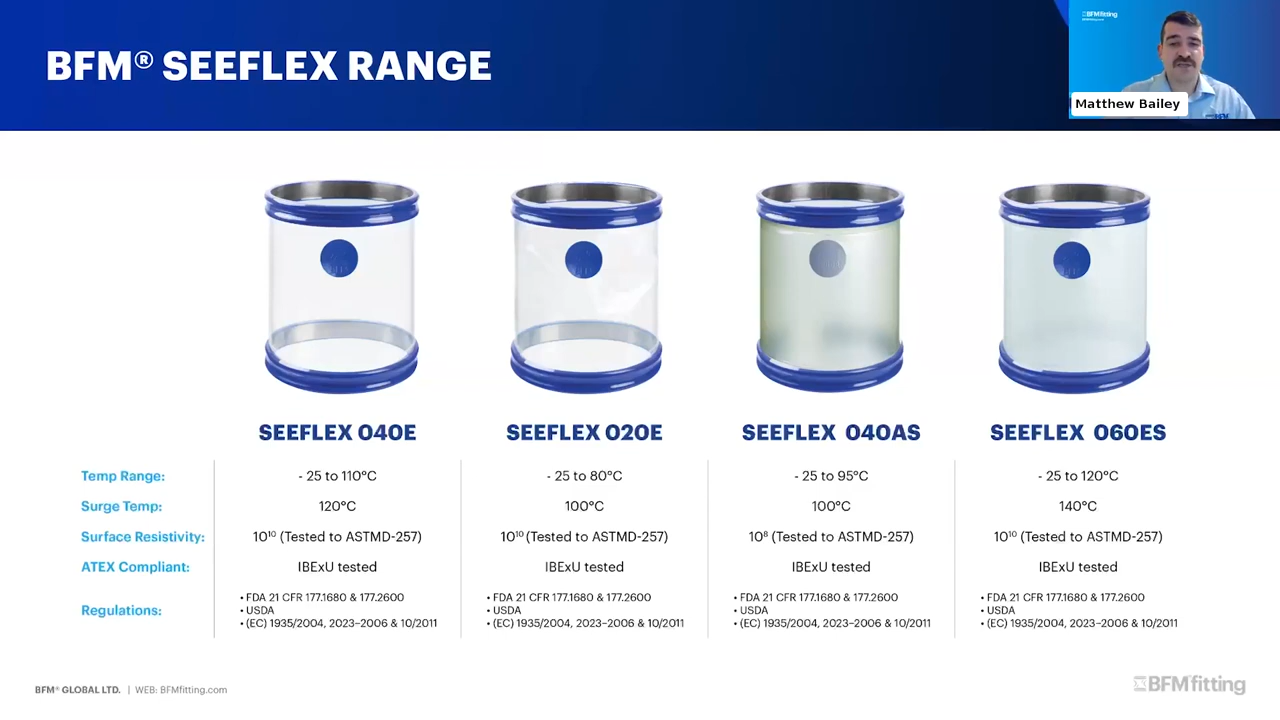 BFM® SEEFLEX RANGE
BFMfitting
Matthew Bailey
SEEFLEX 040E
SEEFLEX 020E
SEEFLEX 040AS
SEEFLEX 060ES
Temp Range:
- 25 to 110°C
- 25 to 80°C
- 25 to 95°C
- 25 to 120°C
Surge Temp:
120°C
100°C
100°C
140°C
Surface Resistivity:
10¹⁰ (Tested to ASTMD-257)
10¹⁰ (Tested to ASTMD-257)
10⁸ (Tested to ASTMD-257)
10¹⁰ (Tested to ASTMD-257)
ATEX Compliant:
IBExU tested
IBExU tested
IBExU tested
IBExU tested
Regulations:
• FDA 21 CFR 177.1680 & 177.2600
• USDA
• (EC) 1935/2004, 2023–2006 & 10/2011
• FDA 21 CFR 177.1680 & 177.2600
• USDA
• (EC) 1935/2004, 2023–2006 & 10/2011
• FDA 21 CFR 177.1680 & 177.2600
• USDA
• (EC) 1935/2004, 2023–2006 & 10/2011
• FDA 21 CFR 177.1680 & 177.2600
• USDA
• (EC) 1935/2004, 2023–2006 & 10/2011
BFM® GLOBAL LTD. | WEB: BFMfitting.com
BFMfitting